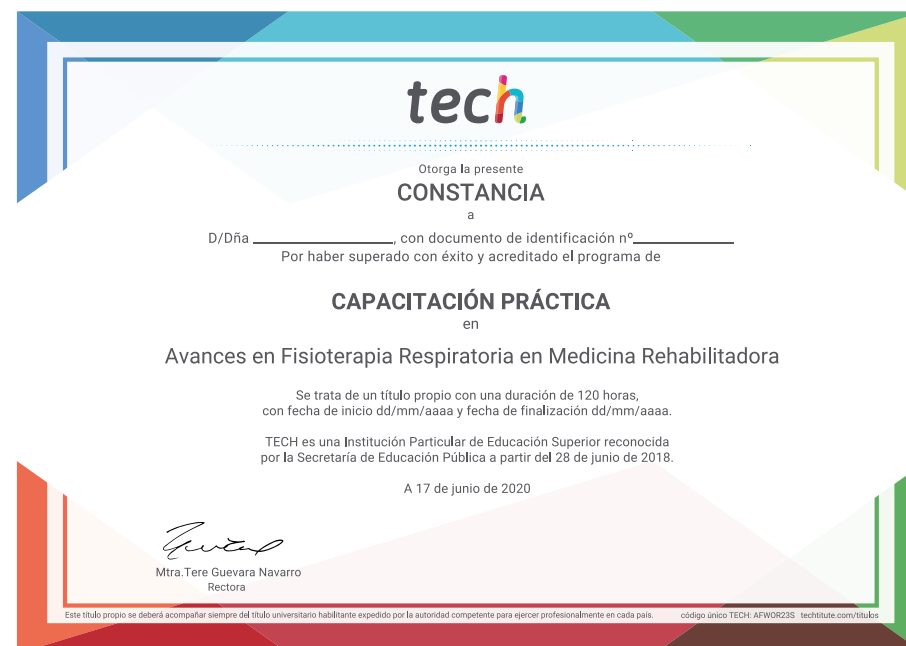 tech
Otorga la presente
CONSTANCIA
a
D/Dña ____________________, con documento de identificación nº______________
Por haber superado con éxito y acreditado el programa de
CAPACITACIÓN PRÁCTICA
en
Avances en Fisioterapia Respiratoria en Medicina Rehabilitadora
Se trata de un título propio con una duración de 120 horas,
con fecha de inicio dd/mm/aaaa y fecha de finalización dd/mm/aaaa.
TECH es una Institución Particular de Educación Superior reconocida
por la Secretaría de Educación Pública a partir del 28 de junio de 2018.
A 17 de junio de 2020
Mtra.Tere Guevara Navarro
Rectora
Este título propio se deberá acompañar siempre del título universitario habilitante expedido por la autoridad competente para ejercer profesionalmente en cada país. código único TECH: AFWOR23S techtitute.com/titulos